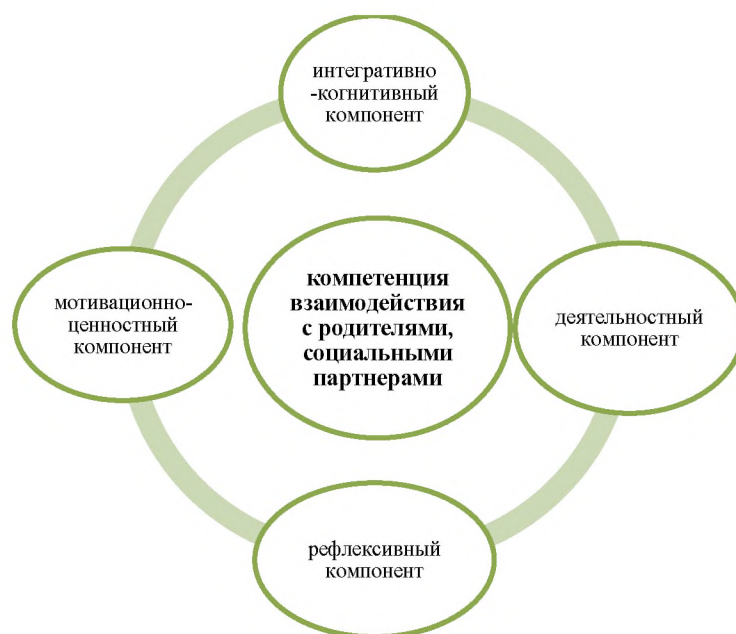 интегративно
-когнитивный
компонент
мотивационно-
ценностный
компонент
компетенция
взаимодействия
с родителями,
социальными
партнерами
деятельностный
компонент
рефлексивный
компонент